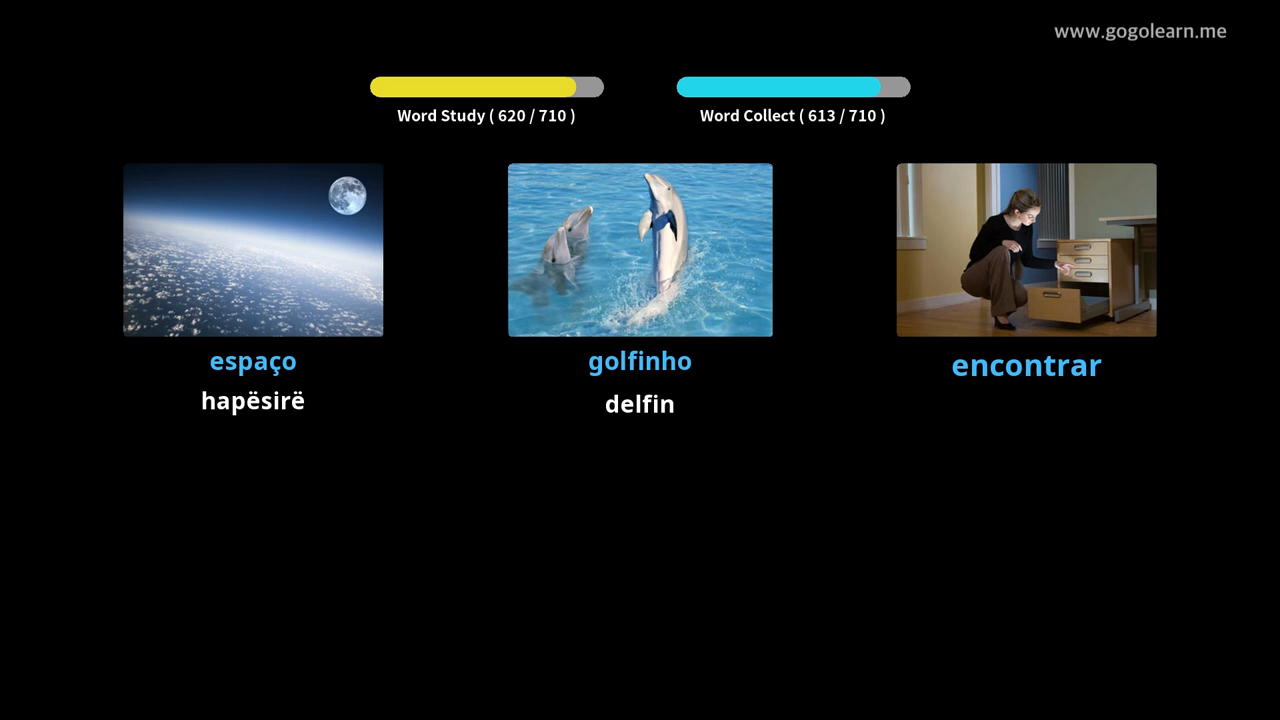 www.gogolearn.me
Word Study ( 620 / 710 )
Word Collect ( 613 / 710 )
espaço
golfinho
encontrar
hapësirë
delfin